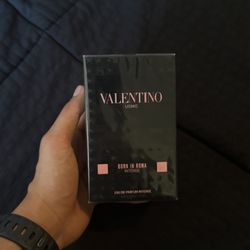 VALENTINO
UOMO
BORN IN ROMA
INTENSE
EAU DE PARFUM INTENSE